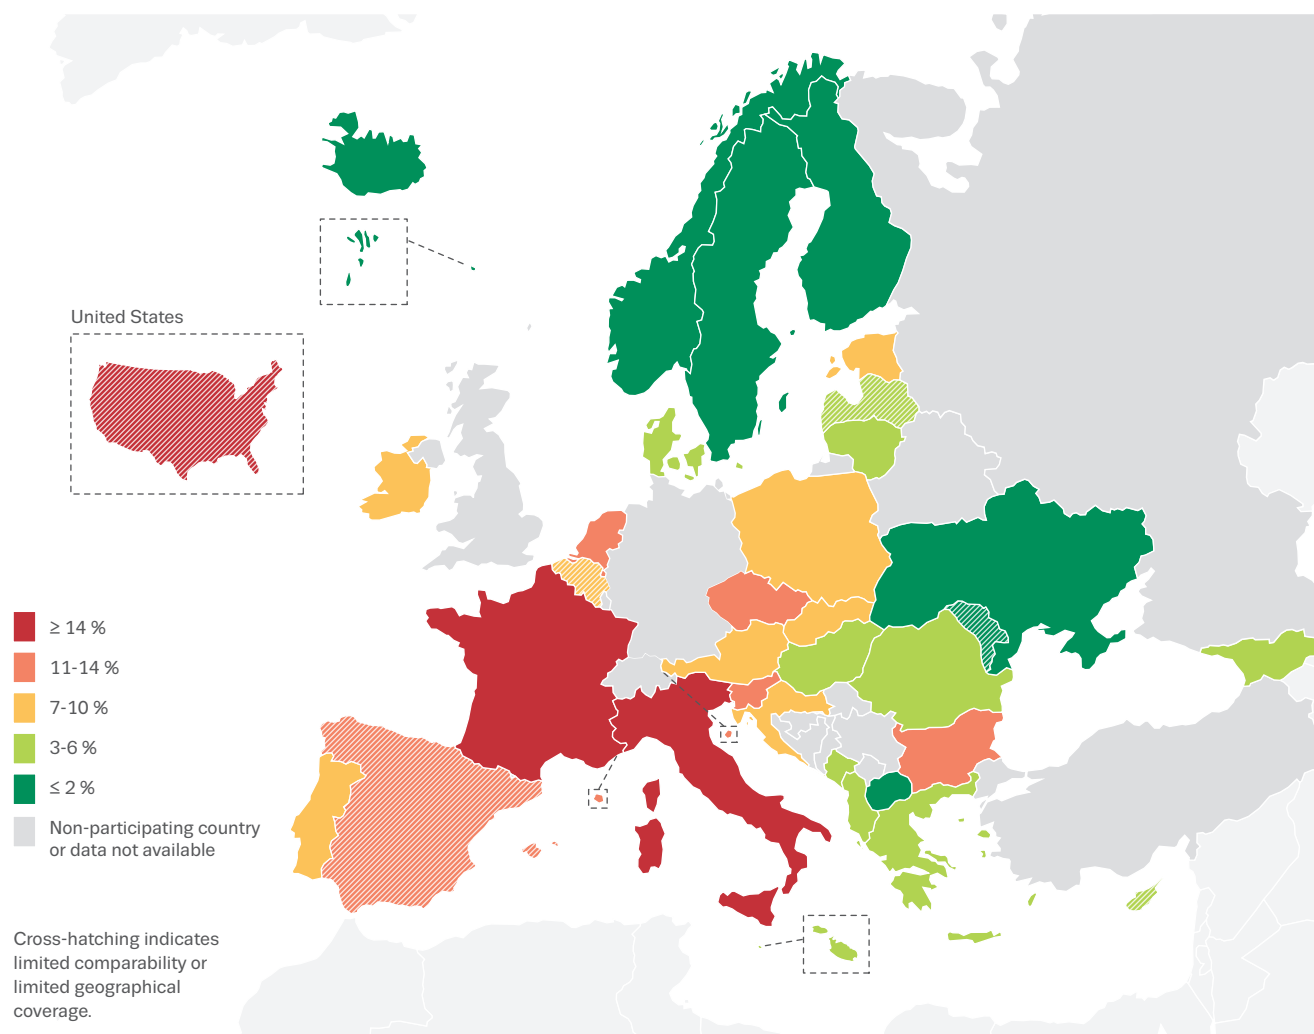 United States
≥ 14 %
11-14 %
7-10 %
3-6 %
≤ 2 %
Non-participating country
or data not available
Cross-hatching indicates
limited comparability or
limited geographical
coverage.